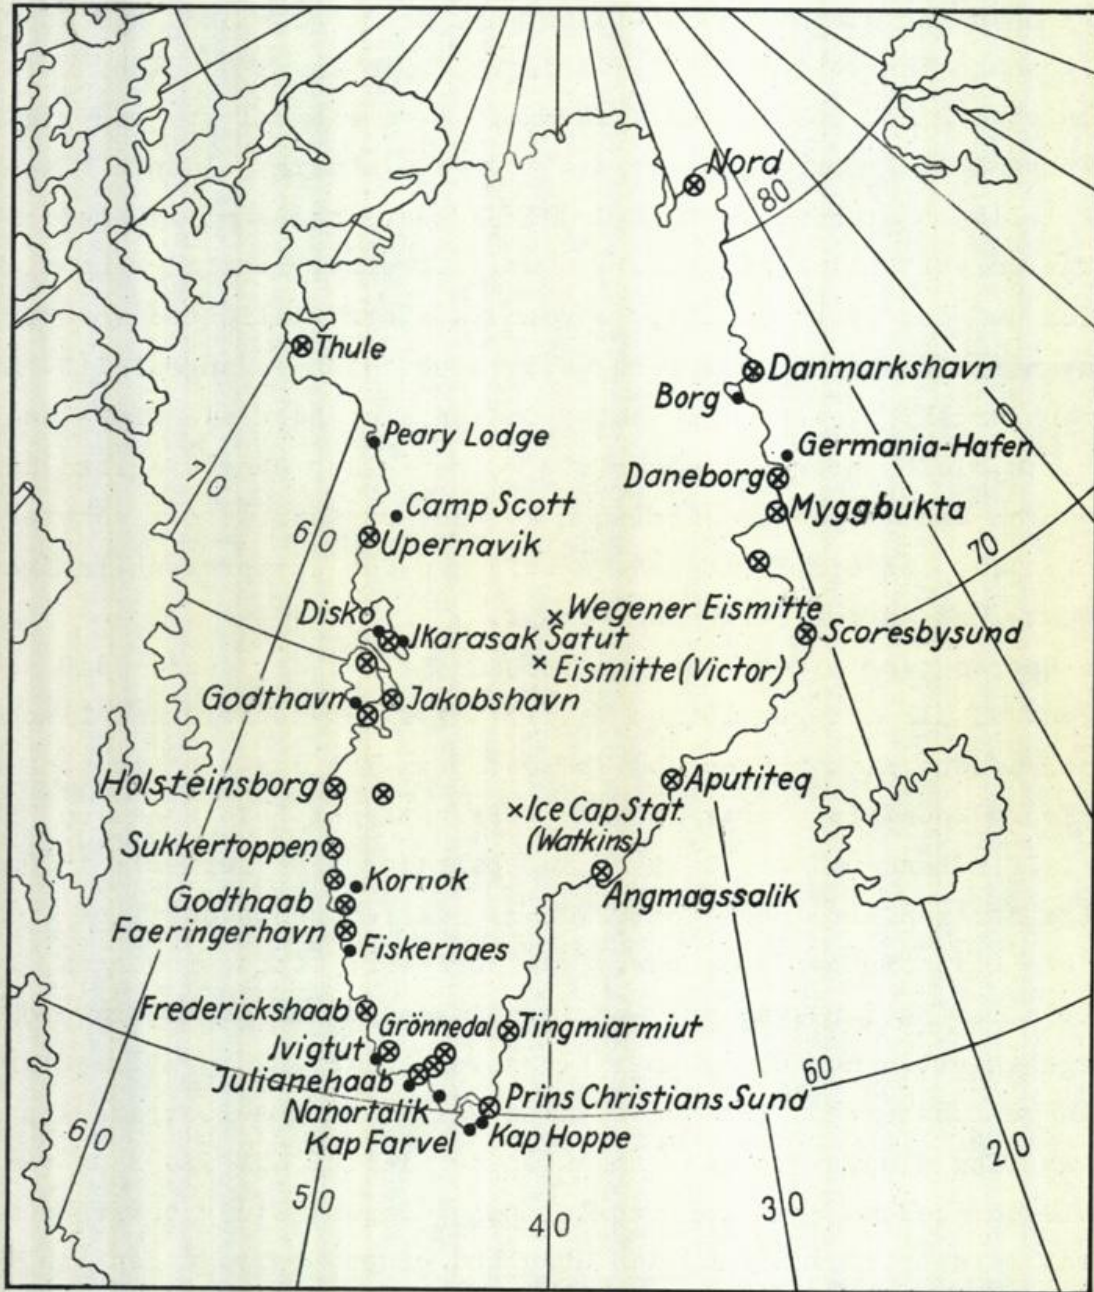 Nord
80
Thule
Danmarkshavn
Borg
0
Peary Lodge
Germania-Hafen
70
Daneborg
Camp Scott
Myggbukta
60
Upernavik
70
Disko
Wegener Eismitte
JKarasak Satut
Scoresbysund
Eismitte (Victor)
Godthavn
Jakobshavn
Holsteinsborg
Aputiteq
Ice Cap Stat.
(Watkins)
Sukkertoppen
Kornok
Angmagssalik
Godthaab
Faeringerhavn
Fiskernaes
Frederickshaab
Grönnedal
Tingmiarmiut
Jvigtut
60
Julianehaab
Prins Christians Sund
Nanortalik
60
Kap Farvel
Kap Hoppe
20
50
40
30